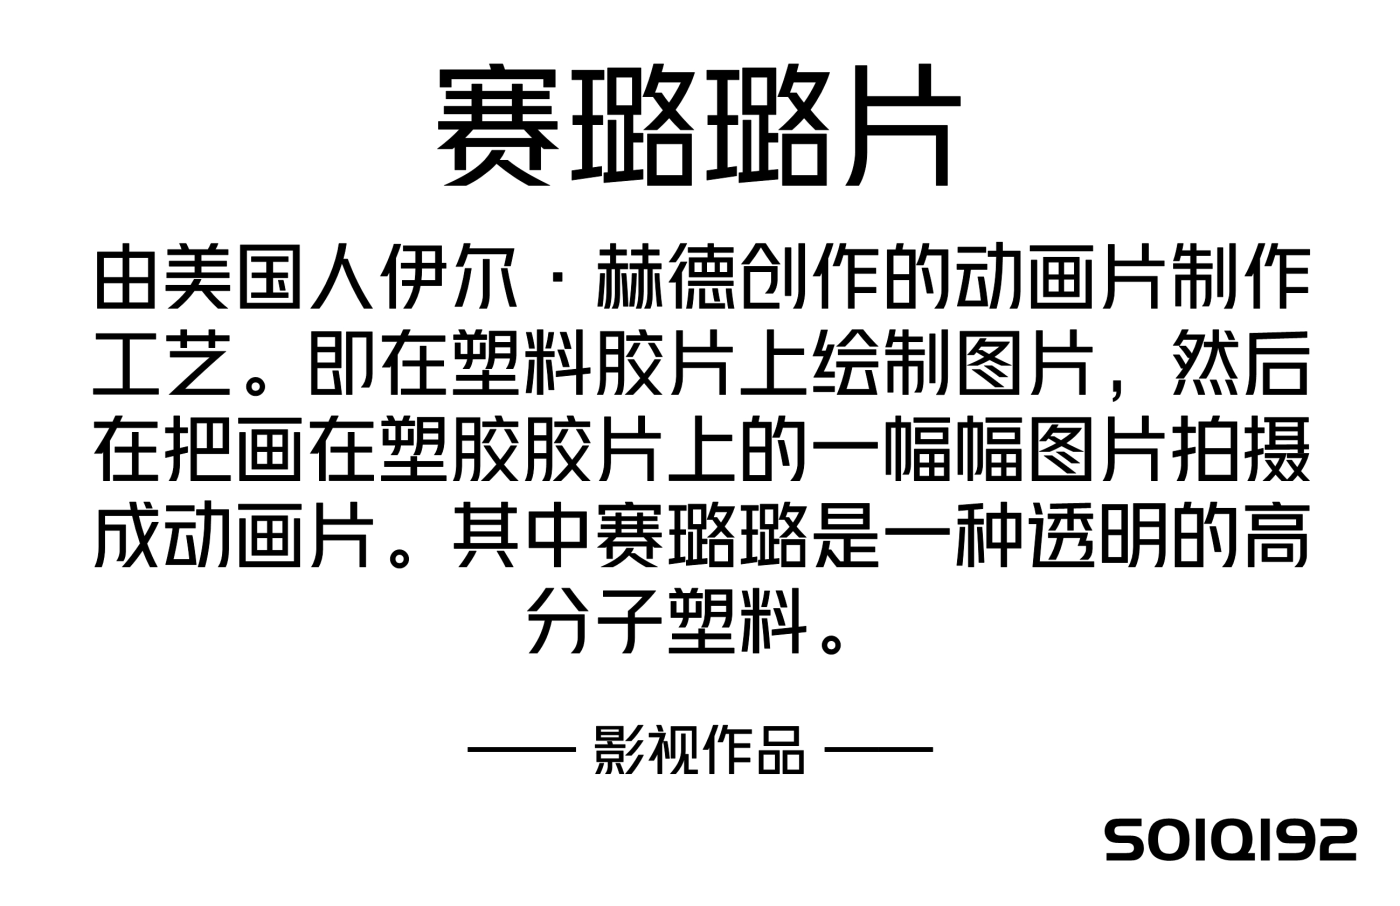 赛璐璐片
由美国人伊尔·赫德创作的动画片制作
工艺。即在塑料胶片上绘制图片，然后
在把画在塑胶胶片上的一幅幅图片拍摄
成动画片。其中赛璐璐是一种透明的高
分子塑料。
—— 影视作品 ——
SOIQI92